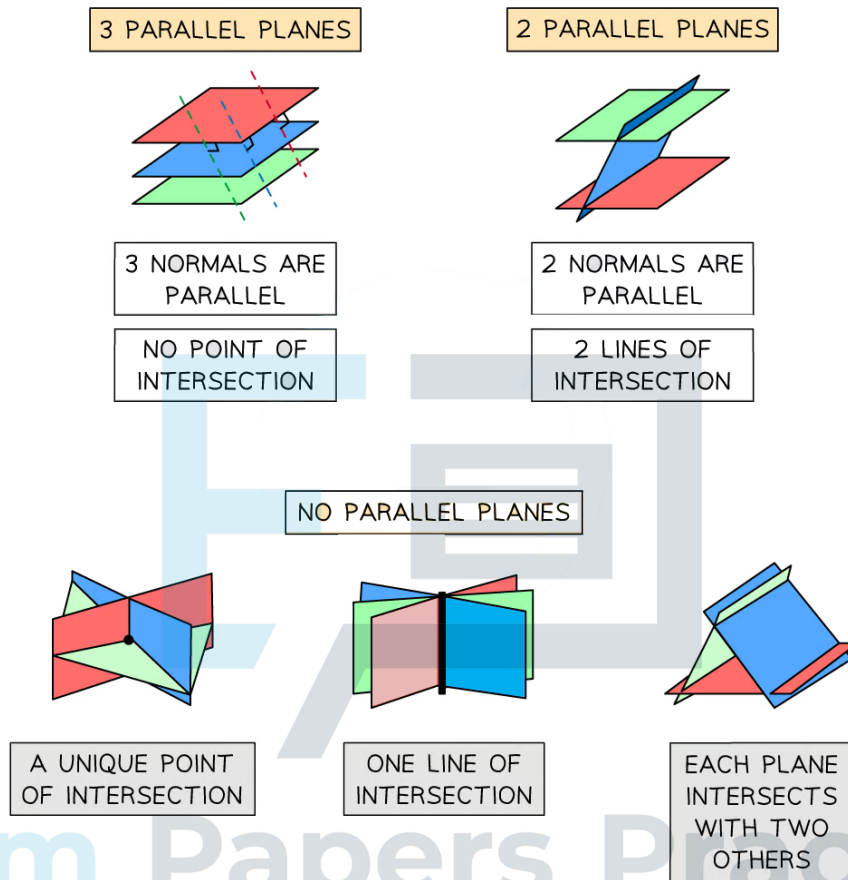 3 PARALLEL PLANES
2 PARALLEL PLANES
3 NORMALS ARE
PARALLEL
2 NORMALS ARE
PARALLEL
NO POINT OF
INTERSECTION
2 LINES OF
INTERSECTION
NO PARALLEL PLANES
A UNIQUE POINT
OF INTERSECTION
ONE LINE OF
INTERSECTION
EACH PLANE
INTERSECTS
WITH TWO
OTHERS
Papers